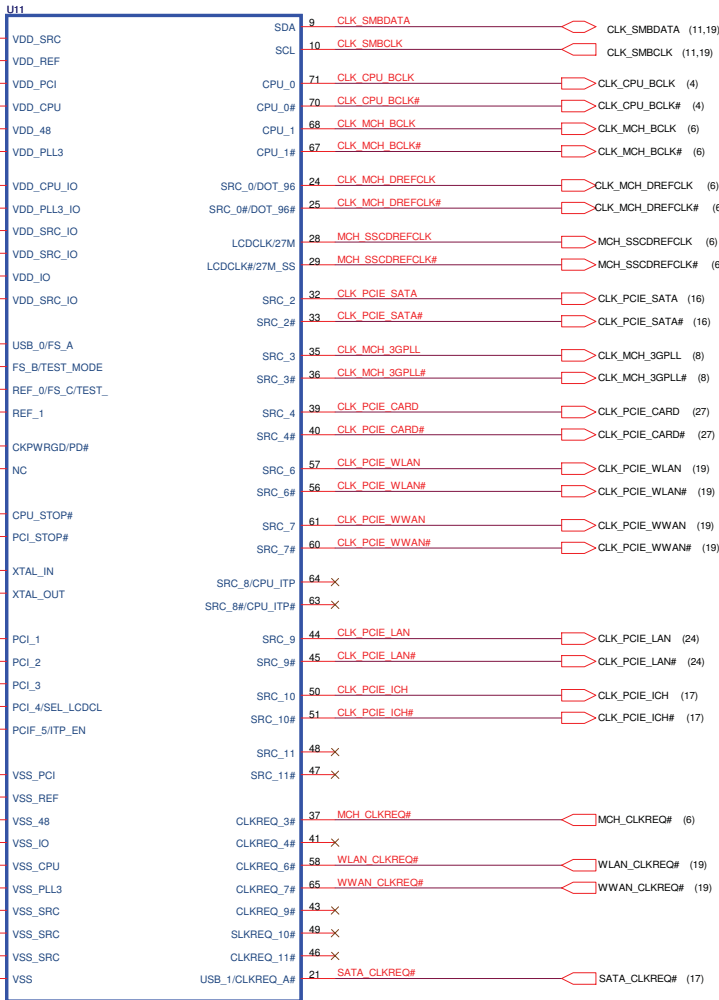 U11
SDA 9 CLK_SMBDATA CLK_SMBDATA (11,19)
VDD_SRC
SCL 10 CLK_SMBCLK CLK_SMBCLK (11,19)
VDD_REF
VDD_PCI CPU_0 71 CLK_CPU_BCLK CLK_CPU_BCLK (4)
VDD_CPU CPU_0# 70 CLK_CPU_BCLK# CLK_CPU_BCLK# (4)
VDD_48 CPU_1 68 CLK_MCH_BCLK CLK_MCH_BCLK (6)
VDD_PLL3 CPU_1# 67 CLK_MCH_BCLK# CLK_MCH_BCLK# (6)
VDD_CPU_IO SRC_0/DOT_96 24 CLK_MCH_DREFCLK CLK_MCH_DREFCLK (6)
VDD_PLL3_IO SRC_0#/DOT_96# 25 CLK_MCH_DREFCLK# CLK_MCH_DREFCLK# (6
VDD_SRC_IO
LCDCLK/27M 28 MCH_SSCDREFCLK MCH_SSCDREFCLK (6)
VDD_SRC_IO
LCDCLK#/27M_SS 29 MCH_SSCDREFCLK# MCH_SSCDREFCLK# (6
VDD_IO
VDD_SRC_IO SRC_2 32 CLK_PCIE_SATA CLK_PCIE_SATA (16)
SRC_2# 33 CLK_PCIE_SATA# CLK_PCIE_SATA# (16)
USB_0/FS_A
SRC_3 35 CLK_MCH_3GPLL CLK_MCH_3GPLL (8)
FS_B/TEST_MODE
SRC_3# 36 CLK_MCH_3GPLL# CLK_MCH_3GPLL# (8)
REF_0/FS_C/TEST_
REF_1 SRC_4 39 CLK_PCIE_CARD CLK_PCIE_CARD (27)
SRC_4# 40 CLK_PCIE_CARD# CLK_PCIE_CARD# (27)
CKPWRGD/PD#
NC SRC_6 57 CLK_PCIE_WLAN CLK_PCIE_WLAN (19)
SRC_6# 56 CLK_PCIE_WLAN# CLK_PCIE_WLAN# (19)
CPU_STOP#
SRC_7 61 CLK_PCIE_WWAN CLK_PCIE_WWAN (19)
PCI_STOP#
SRC_7# 60 CLK_PCIE_WWAN# CLK_PCIE_WWAN# (19)
XTAL_IN
SRC_8/CPU_ITP 64
XTAL_OUT
SRC_8#/CPU_ITP# 63
PCI_1 SRC_9 44 CLK_PCIE_LAN CLK_PCIE_LAN (24)
PCI_2 SRC_9# 45 CLK_PCIE_LAN# CLK_PCIE_LAN# (24)
PCI_3
SRC_10 50 CLK_PCIE_ICH CLK_PCIE_ICH (17)
PCI_4/SEL_LCDCL
SRC_10# 51 CLK_PCIE_ICH# CLK_PCIE_ICH# (17)
PCIF_5/ITP_EN
SRC_11 48
VSS_PCI SRC_11# 47
VSS_REF
VSS_48 CLKREQ_3# 37 MCH_CLKREQ# MCH_CLKREQ# (6)
VSS_IO CLKREQ_4# 41
VSS_CPU CLKREQ_6# 58 WLAN_CLKREQ# WLAN_CLKREQ# (19)
VSS_PLL3 CLKREQ_7# 65 WWAN_CLKREQ# WWAN_CLKREQ# (19)
VSS_SRC CLKREQ_9# 43
VSS_SRC SLKREQ_10# 49
VSS_SRC CLKREQ_11# 46
VSS USB_1/CLKREQ_A# 21 SATA_CLKREQ# SATA_CLKREQ# (17)